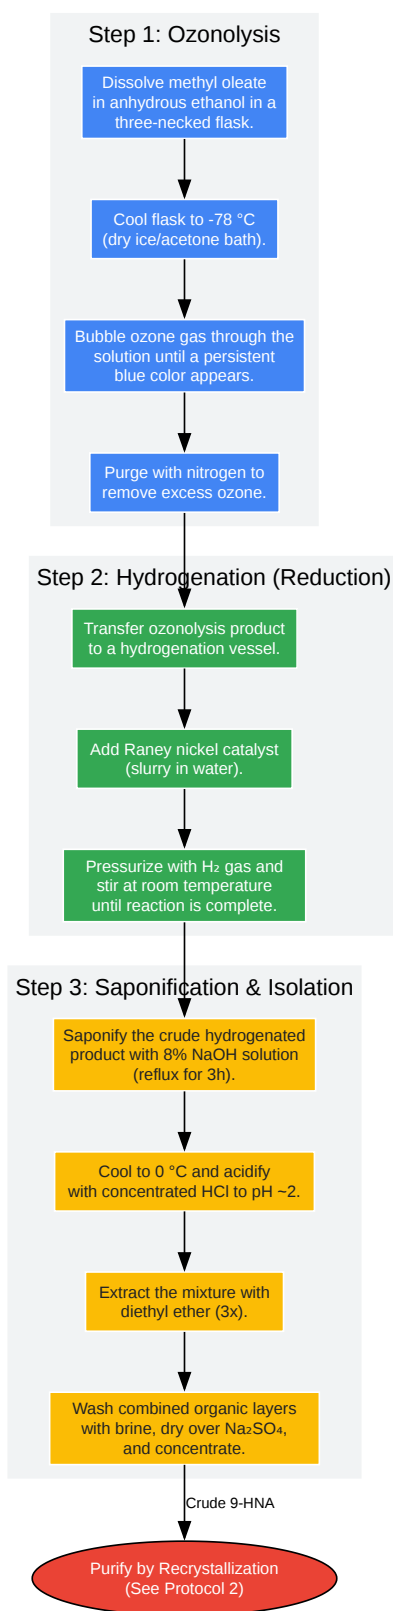 Step 1: Ozonolysis
Dissolve methyl oleate
in anhydrous ethanol in a
three-necked flask.
Cool flask to -78 °C
(dry ice/acetone bath).
Bubble ozone gas through the
solution until a persistent
blue color appears.
Purge with nitrogen to
remove excess ozone.
Step 2: Hydrogenation (Reduction)
Transfer ozonolysis product
to a hydrogenation vessel.
Add Raney nickel catalyst
(slurry in water).
Pressurize with H₂ gas and
stir at room temperature
until reaction is complete.
Step 3: Saponification & Isolation
Saponify the crude hydrogenated
product with 8% NaOH solution
(reflux for 3h).
Cool to 0 °C and acidify
with concentrated HCl to pH ~2.
Extract the mixture with
diethyl ether (3x).
Wash combined organic layers
with brine, dry over Na₂SO₄,
and concentrate.
Crude 9-HNA
Purify by Recrystallization
(See Protocol 2)